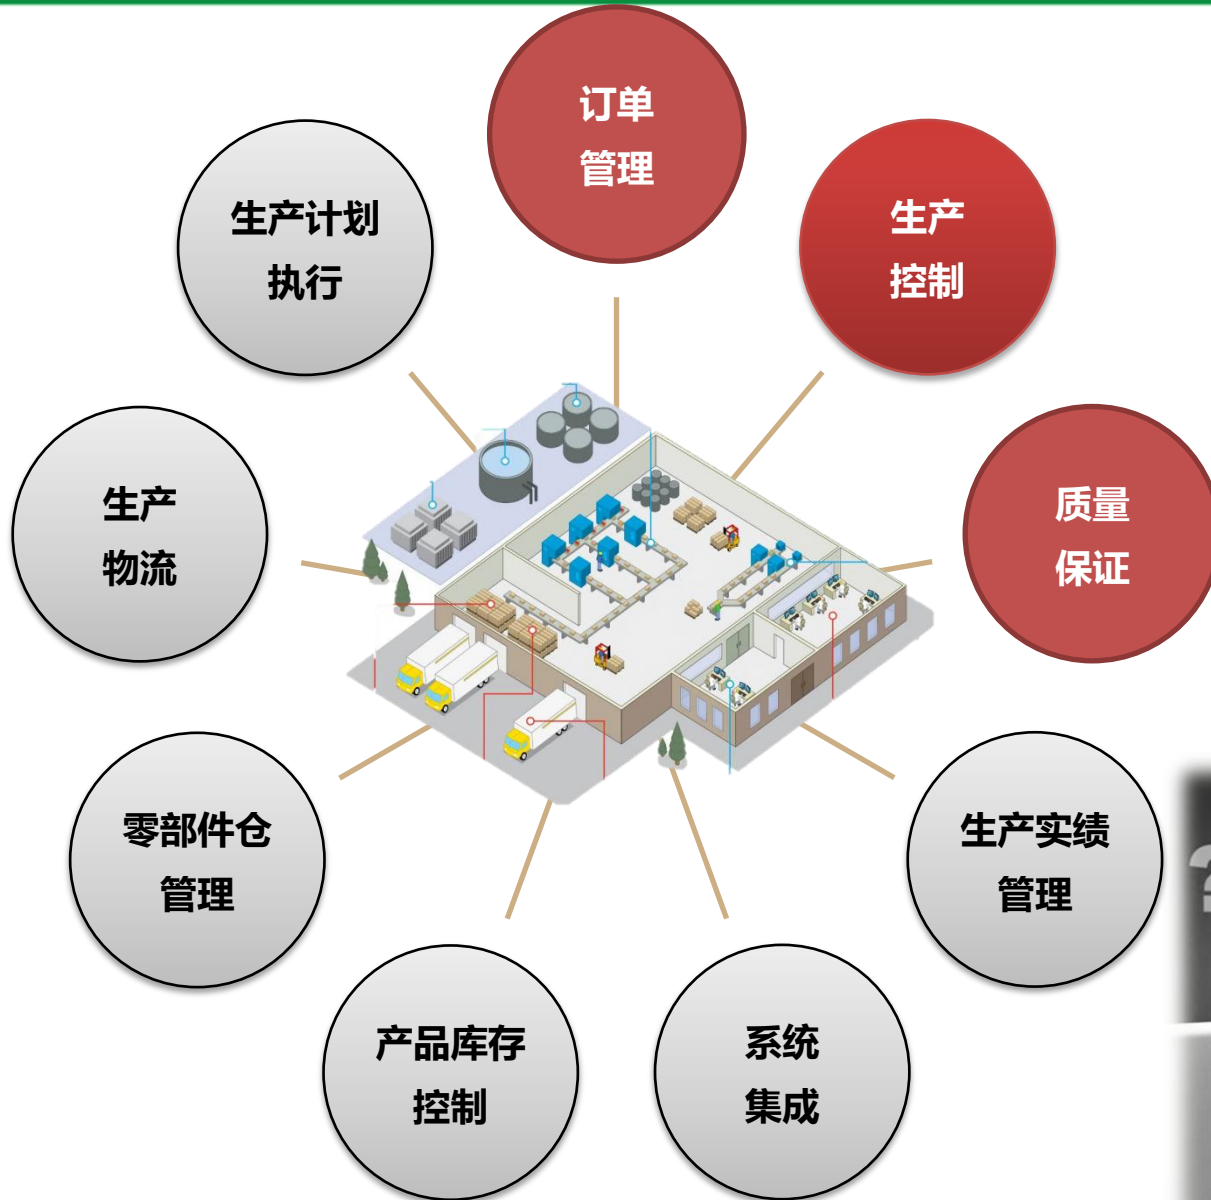 订单
管理
生产
控制
质量
保证
生产实绩
管理
系统
集成
产品库存
控制
零部件仓
管理
生产
物流
生产计划
执行
?